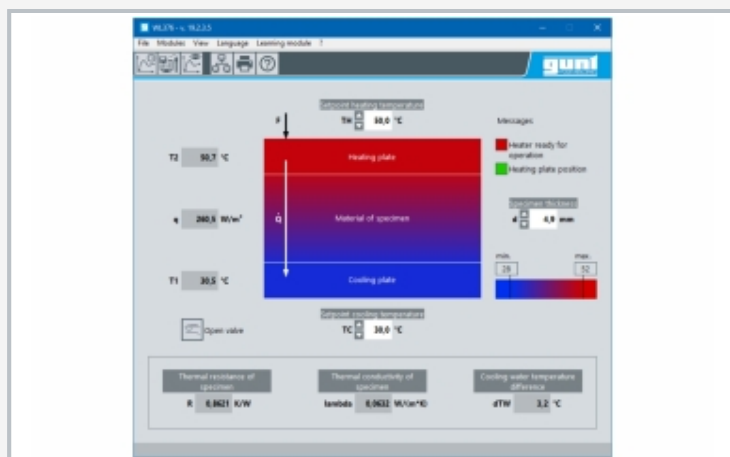 WL376 - v. 19.2.3.5
File Modules View Language Learning module ?
gunt
Setpoint heating temperature
F
TH 50,0 °C
Messages
Heater ready for
operation
Heating plate position
T2 50,7 °C
Heating plate
Specimen thickness
d 4,9 mm
q 260,6 W/m²
Q̇
Material of specimen
min. max.
28 52
T1 30,5 °C
Cooling plate
Setpoint cooling temperature
TC 30,0 °C
Open valve
Thermal resistance of
specimen
R 0,0621 K/W
Thermal conductivity of
specimen
lambda 0,0632 W/(m*K)
Cooling water temperature
difference
dTW 3,2 °C